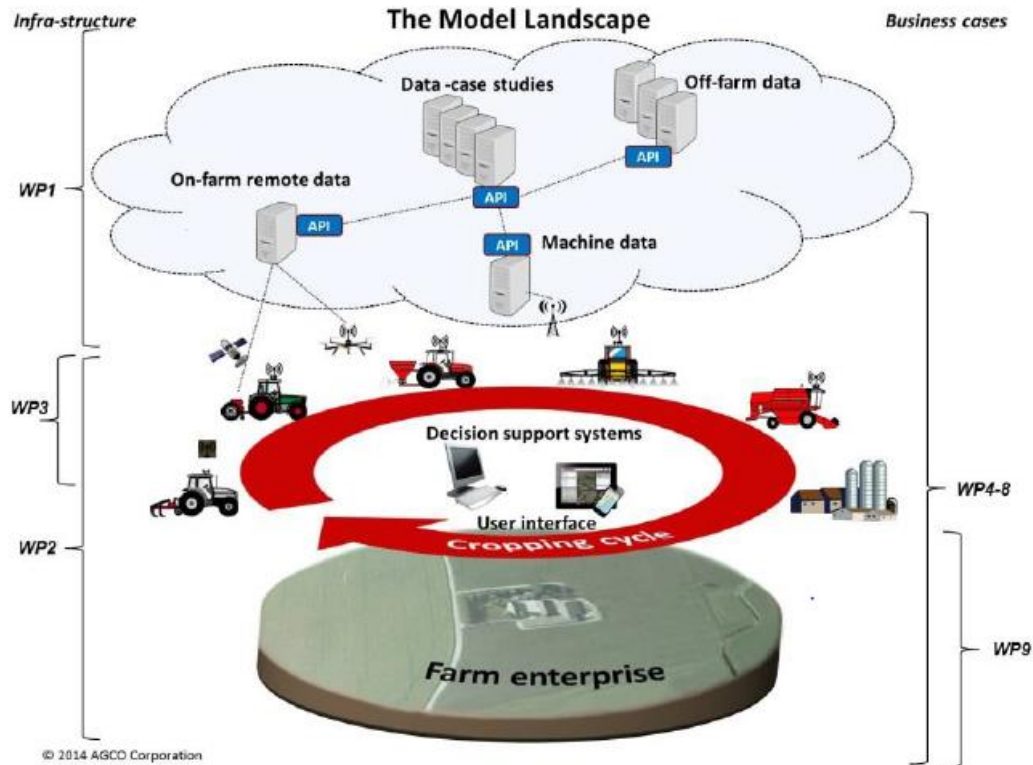 Infra-structure
The Model Landscape
Business cases
Data -case studies
Off-farm data
API
On-farm remote data
API
API
API
Machine data
WP1
WP3
Decision support systems
WP4-8
User interface
WP2
Cropping cycle
WP9
Farm enterprise
© 2014 AGCO Corporation